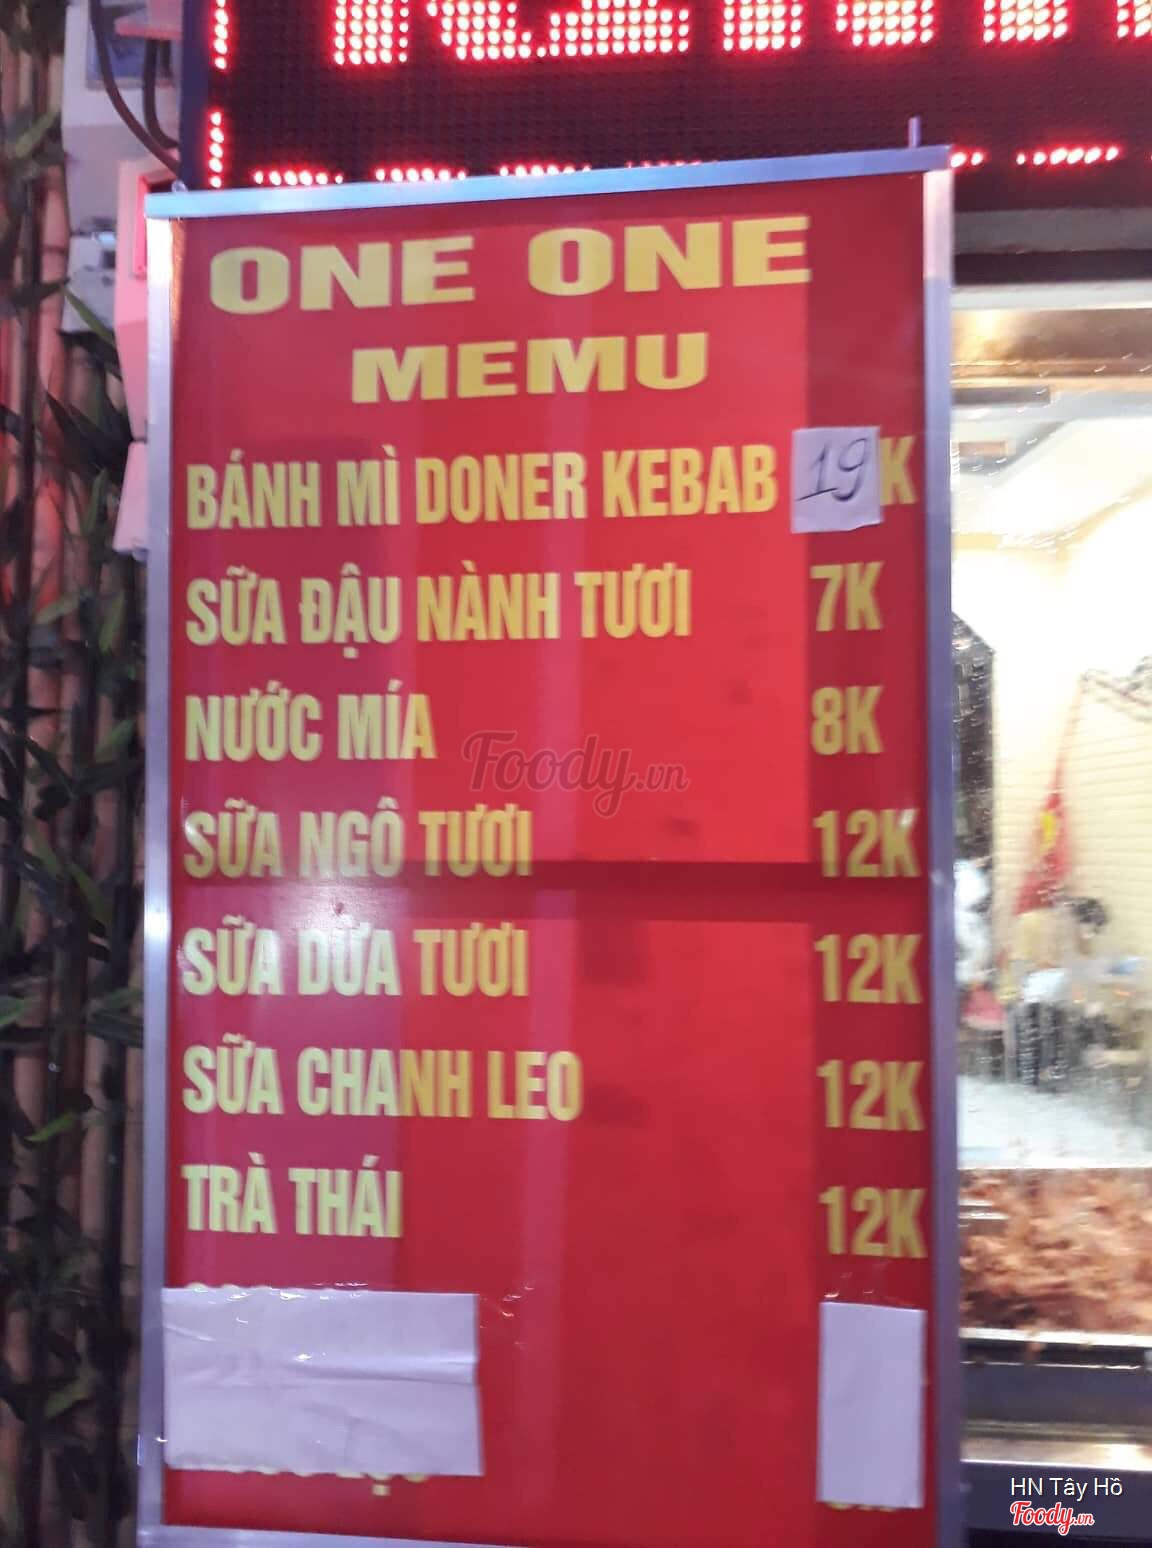 ONE ONE
MEMU
BÁNH MÌ DONER KEBAB 19K
SỮA ĐẬU NÀNH TƯƠI 7K
NƯỚC MÍA 8K
SỮA NGÔ TƯƠI 12K
SỮA DỪA TƯƠI 12K
SỮA CHANH LEO 12K
TRÀ THÁI 12K
Foody.vn
HN Tây Hồ
Foody.vn